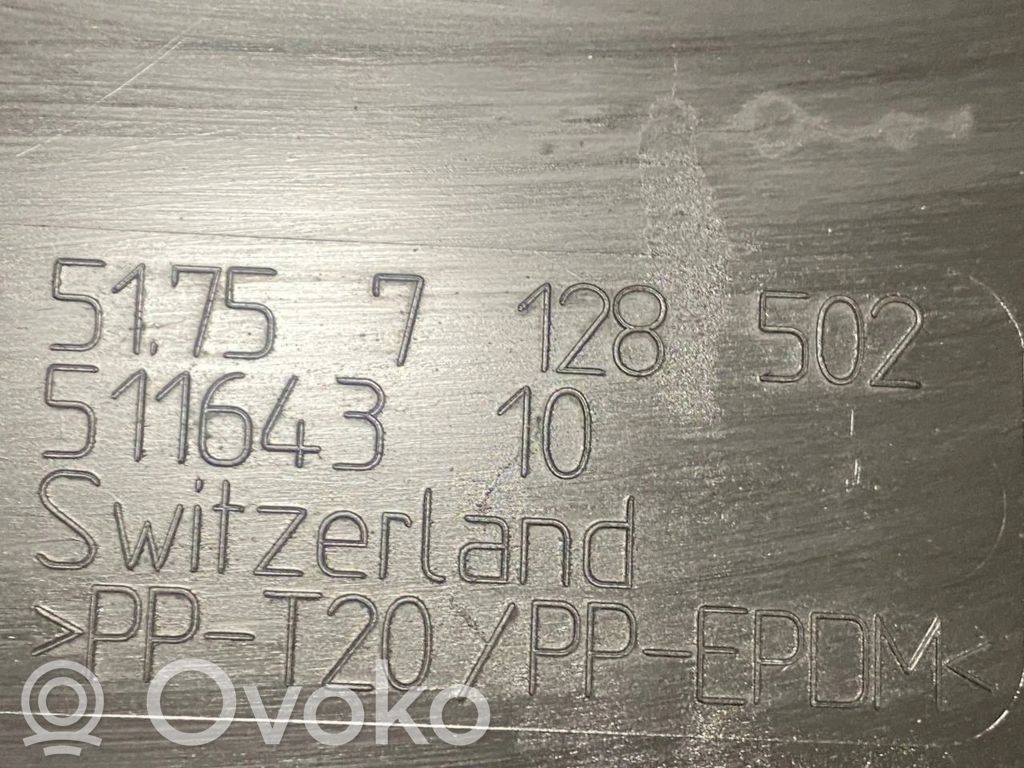 51.75 7 128 502
511643 10
Switzerland
>PP-T20/PP-EPDM<
Ovoko